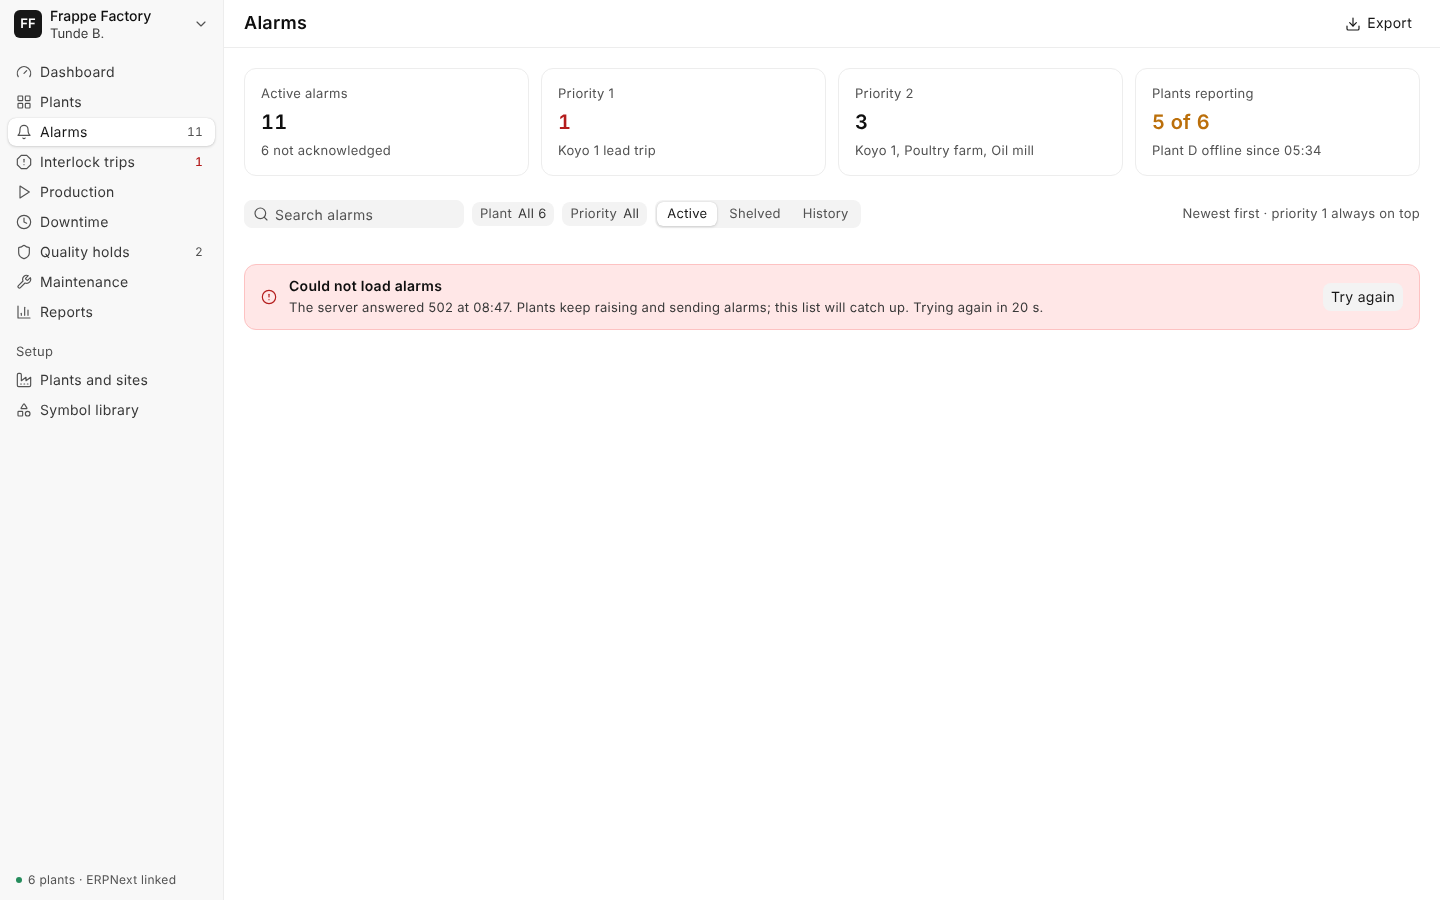 FF
Frappe Factory
Tunde B.
Dashboard
Plants
Alarms 11
Interlock trips 1
Production
Downtime
Quality holds 2
Maintenance
Reports
Setup
Plants and sites
Symbol library
6 plants · ERPNext linked
Alarms
Export
Active alarms
11
6 not acknowledged
Priority 1
1
Koyo 1 lead trip
Priority 2
3
Koyo 1, Poultry farm, Oil mill
Plants reporting
5 of 6
Plant D offline since 05:34
Search alarms
Plant All 6
Priority All
Active
Shelved
History
Newest first · priority 1 always on top
Could not load alarms
The server answered 502 at 08:47. Plants keep raising and sending alarms; this list will catch up. Trying again in 20 s.
Try again